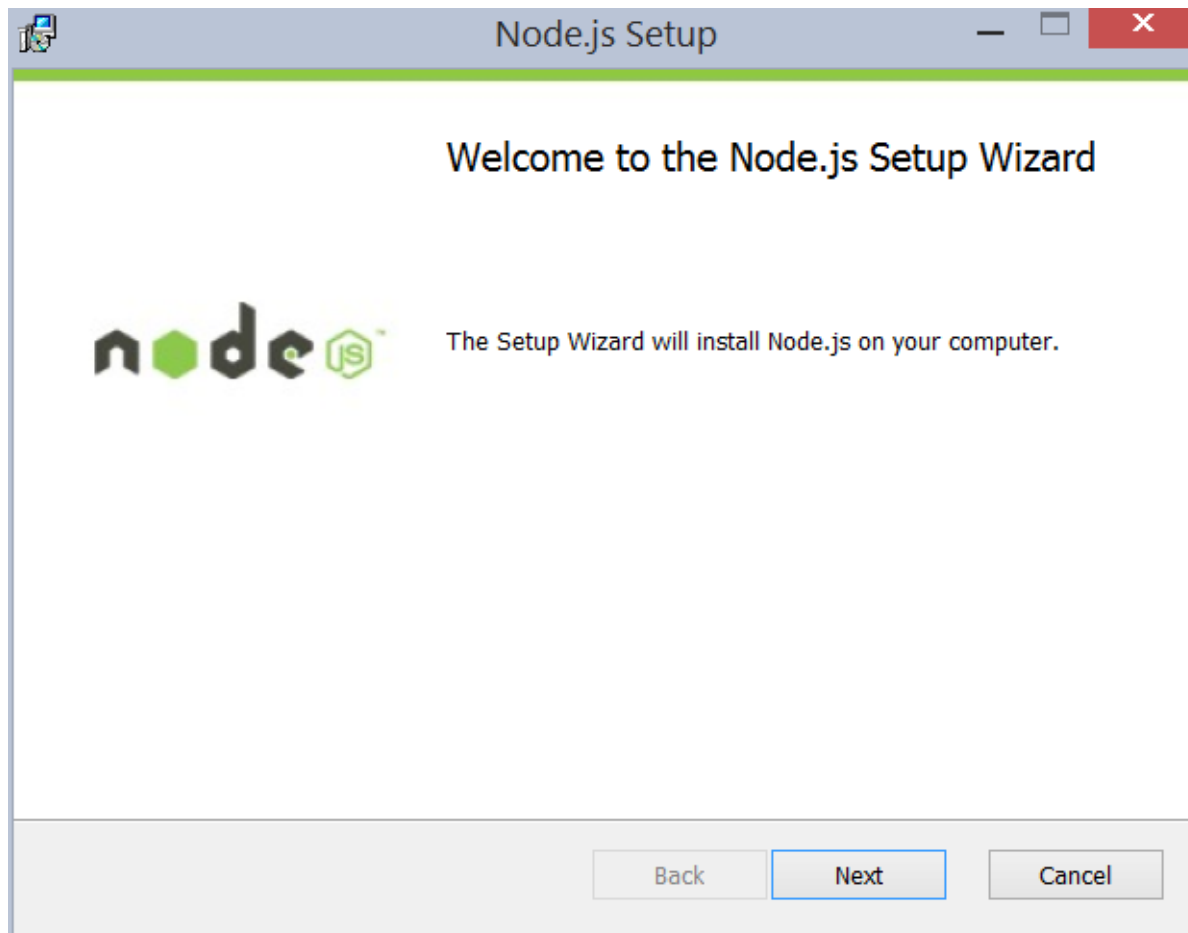 Node.js Setup
Welcome to the Node.js Setup Wizard
node JS™
The Setup Wizard will install Node.js on your computer.
Back
Next
Cancel